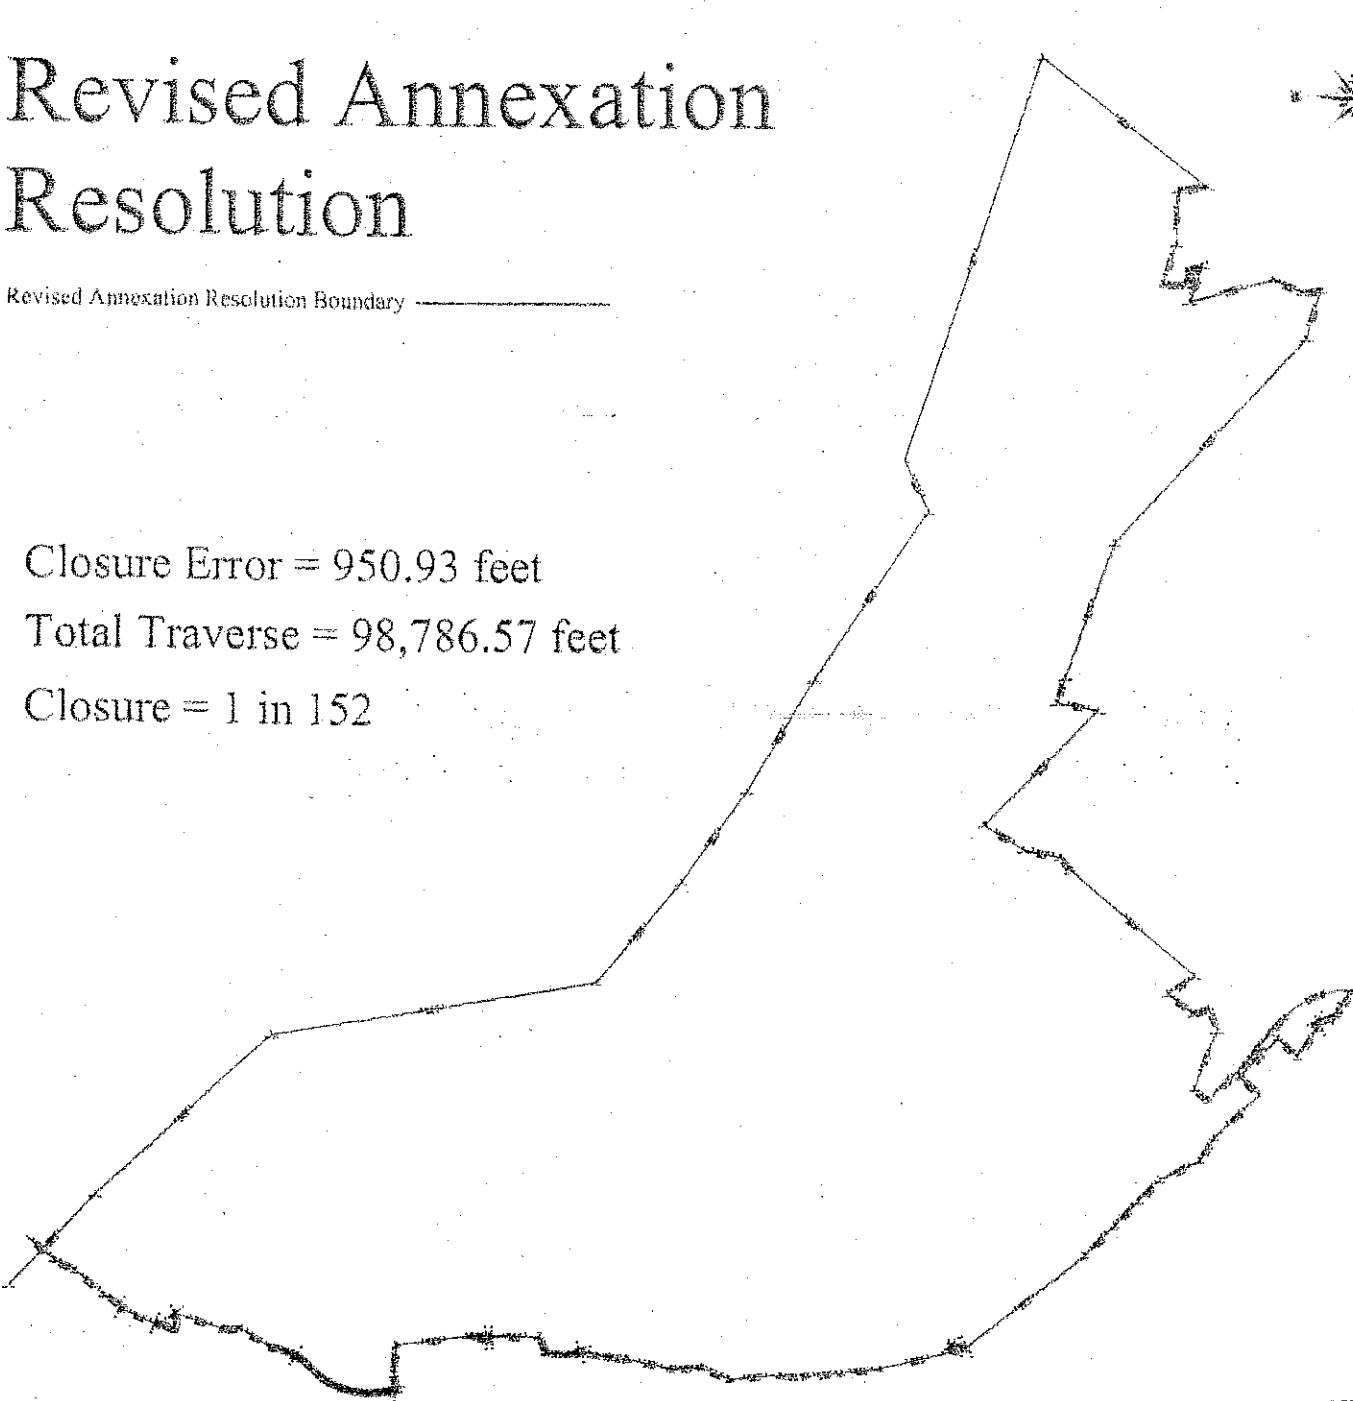 Revised Annexation
Resolution
Revised Annexation Resolution Boundary
Closure Error = 950.93 feet
Total Traverse = 98,786.57 feet
Closure = 1 in 152